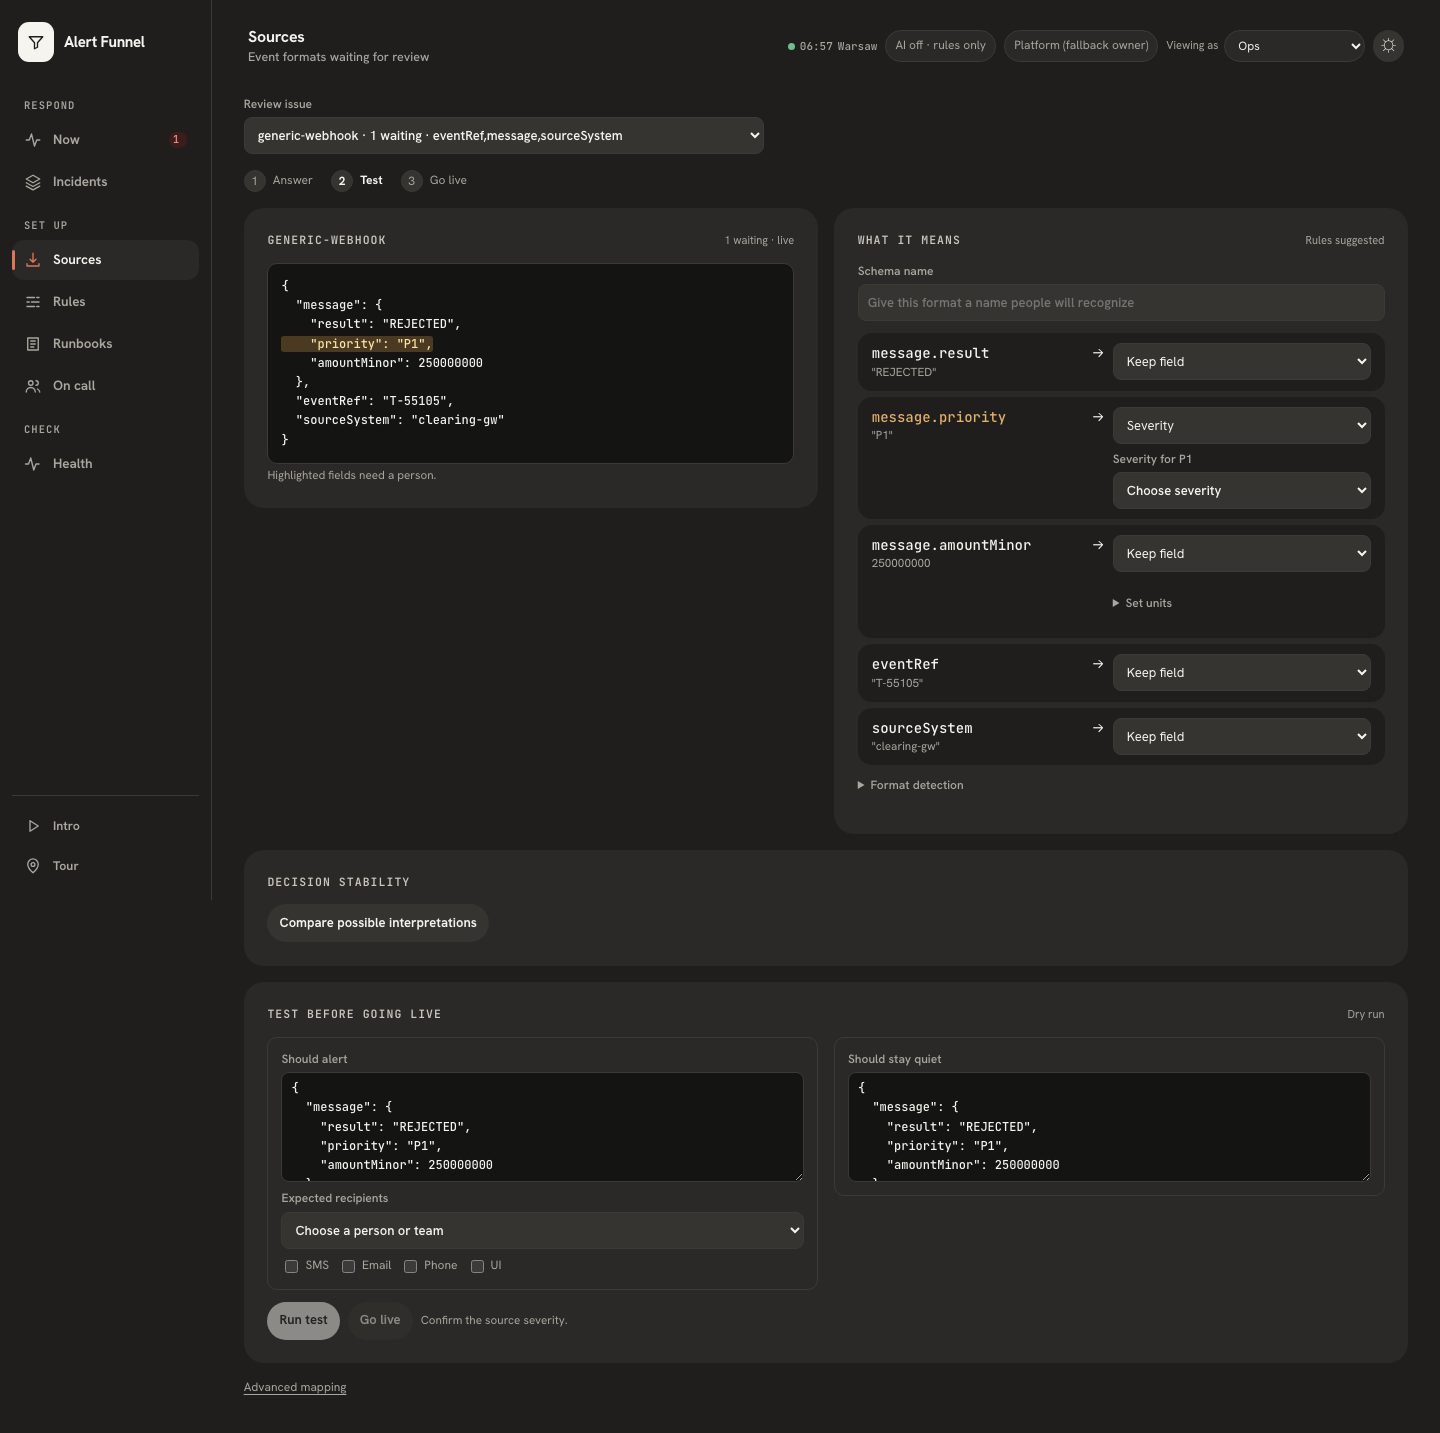 Alert Funnel
RESPOND
Now 1
Incidents
SET UP
Sources
Rules
Runbooks
On call
CHECK
Health
Intro
Tour
Sources
Event formats waiting for review
06:57 Warsaw
AI off · rules only
Platform (fallback owner)
Viewing as
Ops
Review issue
generic-webhook · 1 waiting · eventRef,message,sourceSystem
1 Answer
2 Test
3 Go live
GENERIC-WEBHOOK
1 waiting · live
{
"message": {
"result": "REJECTED",
"priority": "P1",
"amountMinor": 250000000
},
"eventRef": "T-55105",
"sourceSystem": "clearing-gw"
}
Highlighted fields need a person.
WHAT IT MEANS
Rules suggested
Schema name
Give this format a name people will recognize
message.result → Keep field
"REJECTED"
message.priority → Severity
"P1"
Severity for P1
Choose severity
message.amountMinor → Keep field
250000000
Set units
eventRef → Keep field
"T-55105"
sourceSystem → Keep field
"clearing-gw"
Format detection
DECISION STABILITY
Compare possible interpretations
TEST BEFORE GOING LIVE
Dry run
Should alert
{
"message": {
"result": "REJECTED",
"priority": "P1",
"amountMinor": 250000000
Expected recipients
Choose a person or team
SMS Email Phone UI
Should stay quiet
{
"message": {
"result": "REJECTED",
"priority": "P1",
"amountMinor": 250000000
Run test
Go live
Confirm the source severity.
Advanced mapping